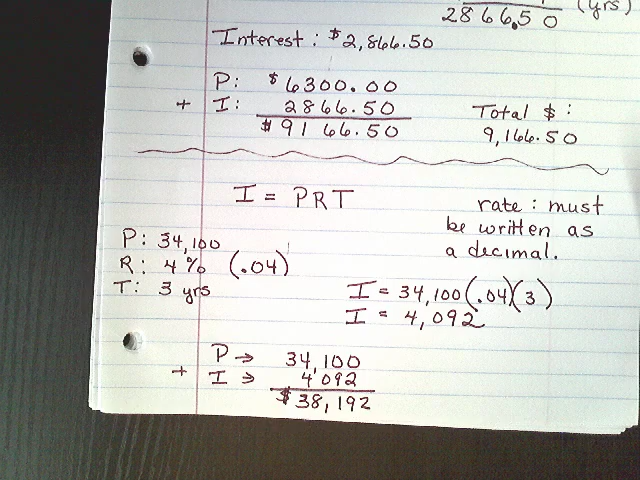 2866.50 (yrs)
Interest: $2,866.50
P: $6300.00
+ I: 2866.50
$9166.50
Total $:
9,166.50
I = PRT
rate: must
be written as
a decimal.
P: 34,100
R: 4% (.04)
T: 3 yrs
I = 34,100(.04)(3)
I = 4,092
P → 34,100
+ I → 4092
$38,192